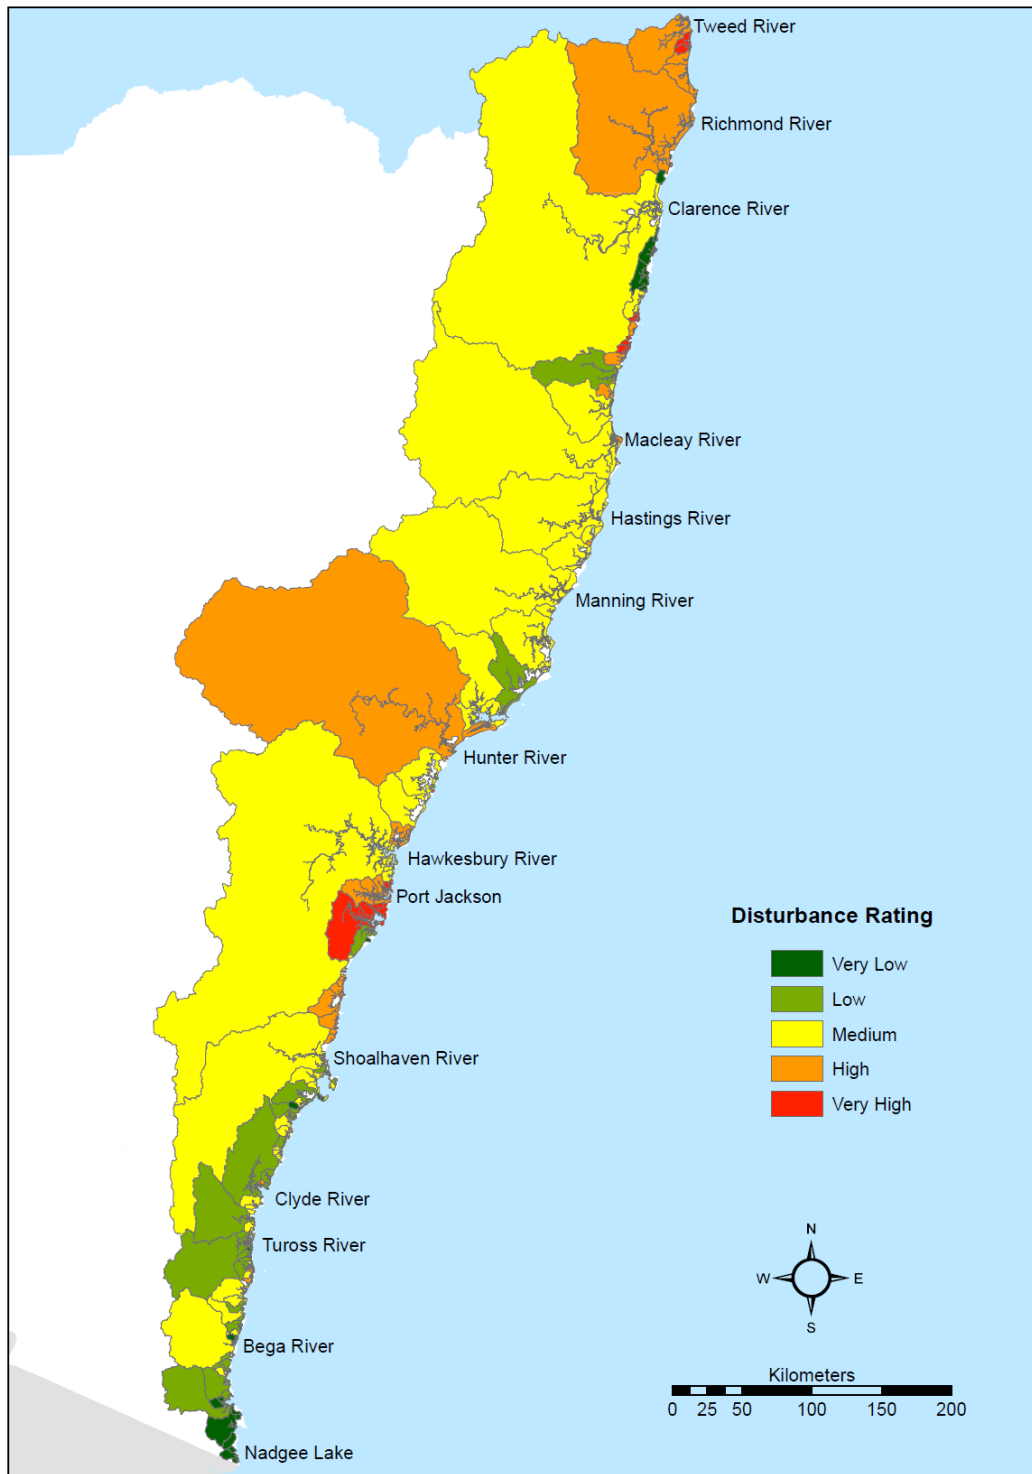 Tweed River
Richmond River
Clarence River
Macleay River
Hastings River
Manning River
Hunter River
Hawkesbury River
Port Jackson
Disturbance Rating
Very Low
Low
Medium
High
Very High
Shoalhaven River
Clyde River
Tuross River
Bega River
Nadgee Lake
N
W E
S
Kilometers
0 25 50 100 150 200